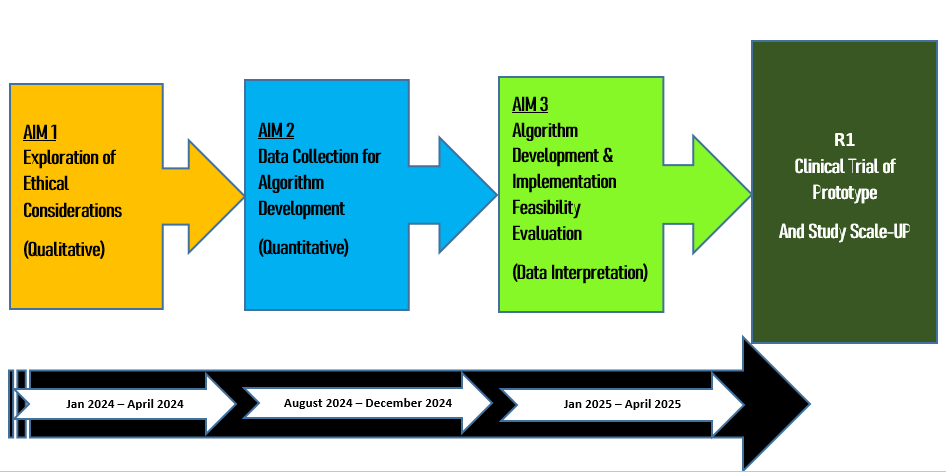 AIM 1
Exploration of
Ethical
Considerations
(Qualitative)
AIM 2
Data Collection for
Algorithm
Development
(Quantitative)
AIM 3
Algorithm
Development &
Implementation
Feasibility
Evaluation
(Data Interpretation)
R1
Clinical Trial of
Prototype
And Study Scale-UP
Jan 2024 – April 2024
August 2024 – December 2024
Jan 2025 – April 2025